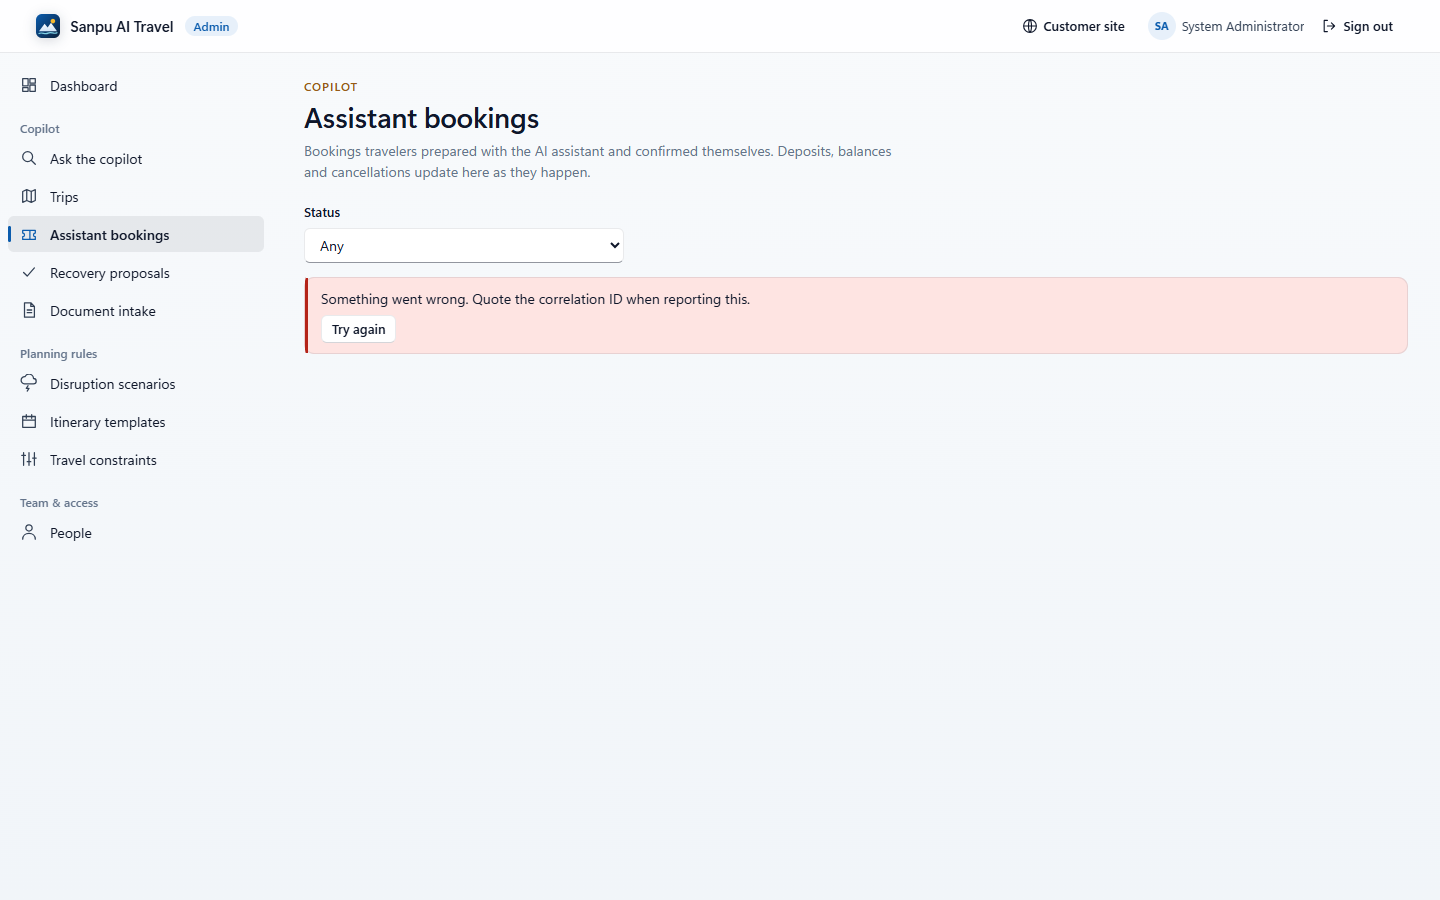 Sanpu AI Travel Admin
Customer site
SA System Administrator
Sign out
Dashboard
Copilot
Ask the copilot
Trips
Assistant bookings
Recovery proposals
Document intake
Planning rules
Disruption scenarios
Itinerary templates
Travel constraints
Team & access
People
COPILOT
Assistant bookings
Bookings travelers prepared with the AI assistant and confirmed themselves. Deposits, balances
and cancellations update here as they happen.
Status
Any
Something went wrong. Quote the correlation ID when reporting this.
Try again